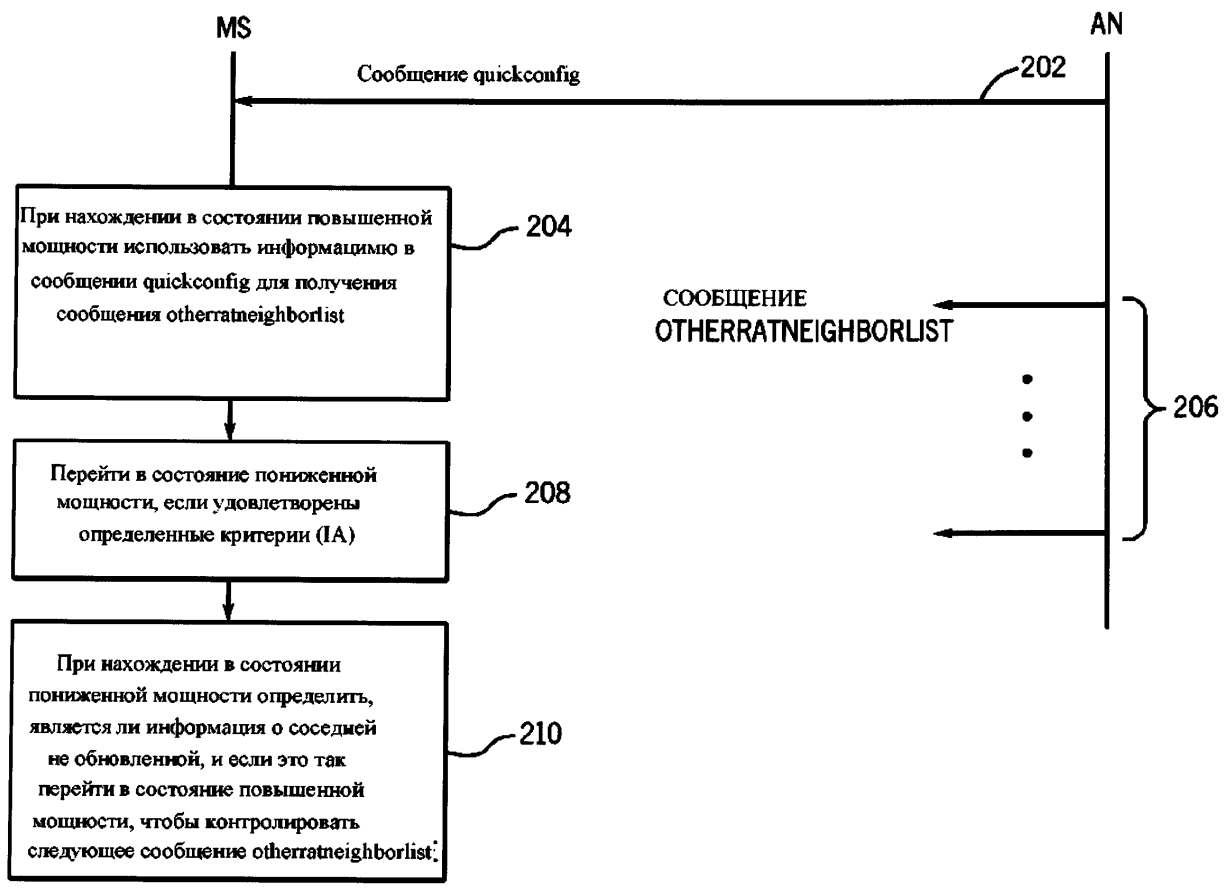 MS
AN
Сообщение quickconfig
202
При нахождении в состоянии повышенной
мощности использовать информацимю в
сообщении quickconfig для получения
сообщения otherratneighborlist
204
СООБЩЕНИЕ
OTHERRATNEIGHBORLIST
206
Перейти в состояние пониженной
мощности, если удовлетворены
определенные критерии (IA)
208
При нахождении в состоянии
пониженной мощности определить,
является ли информация о соседней
не обновленной, и если это так
перейти в состояние повышенной
мощности, чтобы контролировать
следующее сообщение otherratneighborlist:
210